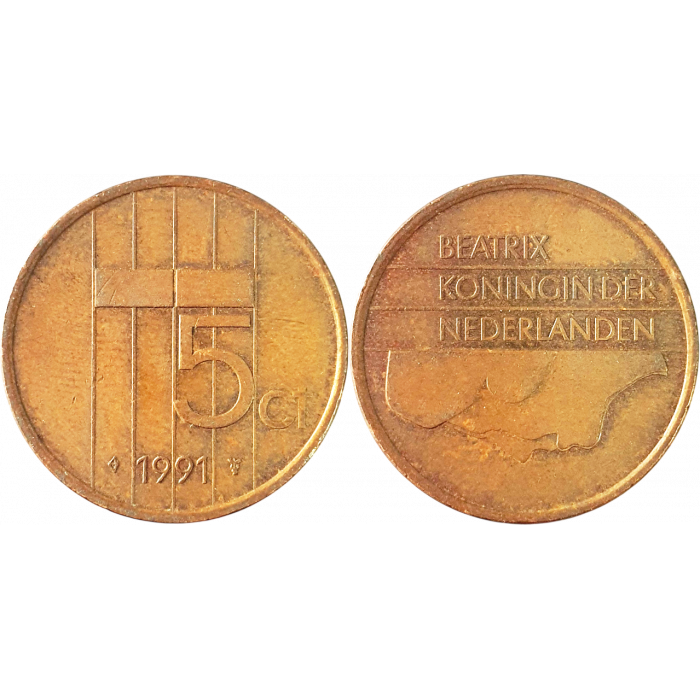 5 CT
1991
BEATRIX
KONINGIN DER
NEDERLANDEN